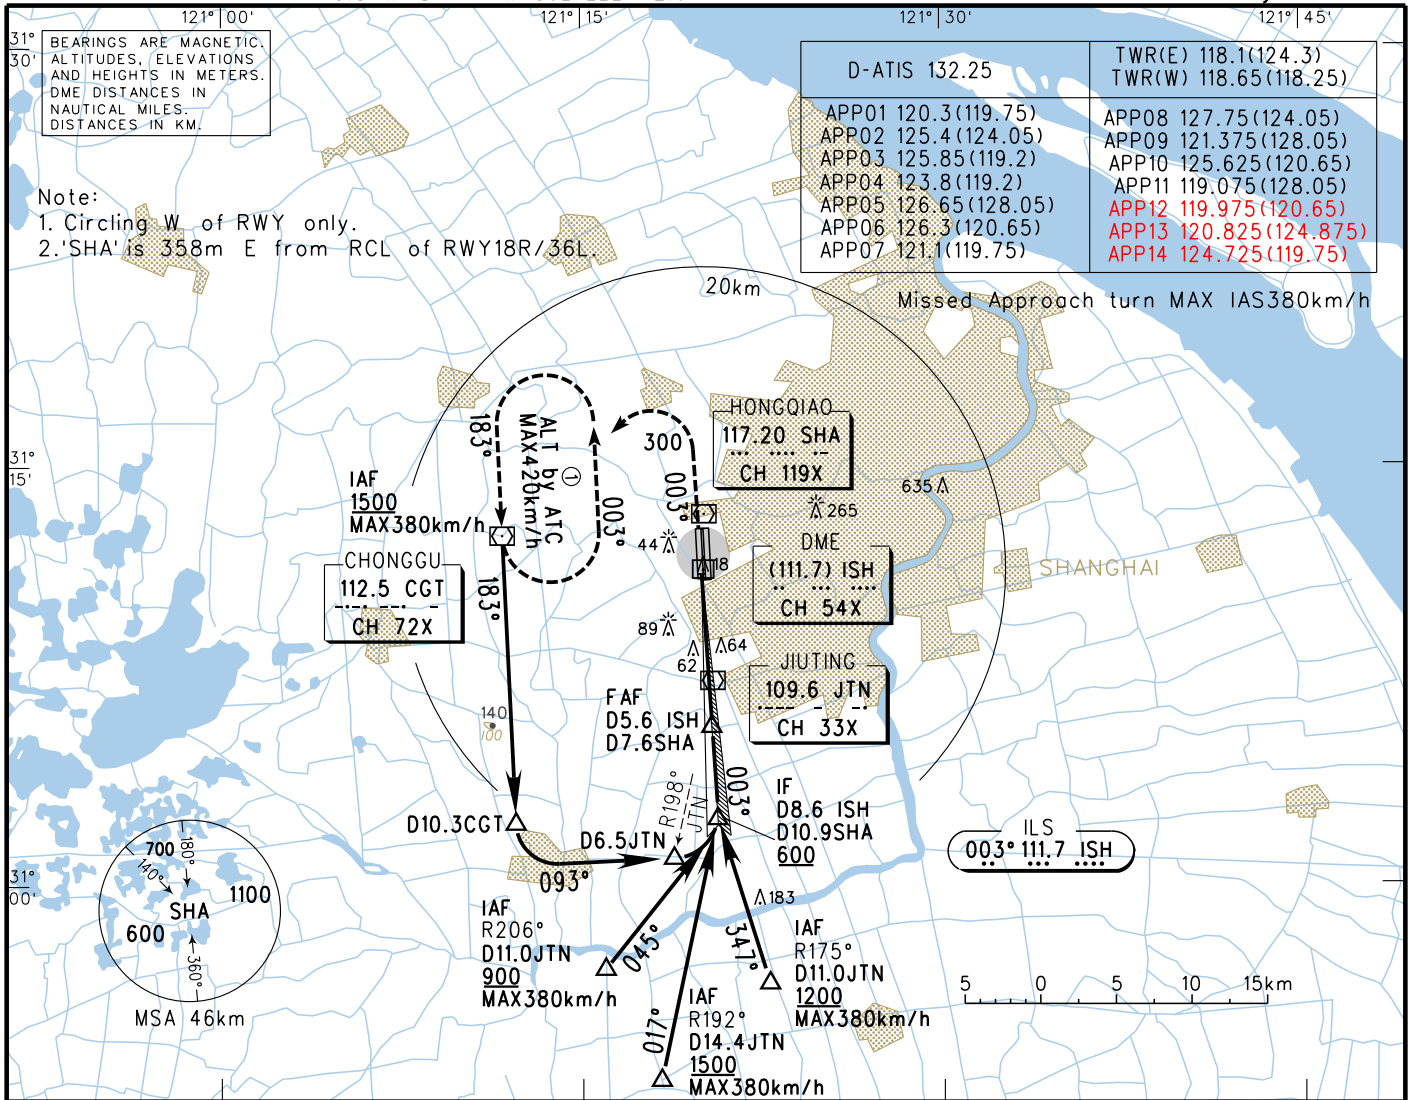 121° 00'
121° 15'
121° 30'
121° 45'
31°
30'
BEARINGS ARE MAGNETIC.
ALTITUDES, ELEVATIONS
AND HEIGHTS IN METERS.
DME DISTANCES IN
NAUTICAL MILES.
DISTANCES IN KM.
D-ATIS 132.25
TWR(E) 118.1(124.3)
TWR(W) 118.65(118.25)
APP01 120.3(119.75)
APP02 125.4(124.05)
APP03 125.85(119.2)
APP04 123.8(119.2)
APP05 126.65(128.05)
APP06 126.3(120.65)
APP07 121.1(119.75)
APP08 127.75(124.05)
APP09 121.375(128.05)
APP10 125.625(120.65)
APP11 119.075(128.05)
APP12 119.975(120.65)
APP13 120.825(124.875)
APP14 124.725(119.75)
Note:
1. Circling W of RWY only.
2.'SHA' is 358m E from RCL of RWY18R/36L.
20km
Missed Approach turn MAX IAS380km/h
HONGQIAO
117.20 SHA
CH 119X
183°
ALT by ATC
MAX420km/h
①
003°
300
003°
31°
15'
IAF
1500
MAX380km/h
635
265
44
18
CHONGGU
112.5 CGT
CH 72X
183°
DME
(111.7) ISH
CH 54X
SHANGHAI
89
64
62
JIUTING
109.6 JTN
CH 33X
FAF
D5.6 ISH
D7.6SHA
140
100
R198°
JTN
003°
IF
D8.6 ISH
D10.9SHA
600
D10.3CGT
D6.5JTN
093°
ILS
003° 111.7 ISH
31°
00'
700
180°
140°
SHA
1100
600
360°
MSA 46km
183
IAF
R206°
D11.0JTN
900
MAX380km/h
045°
347°
IAF
R175°
D11.0JTN
1200
MAX380km/h
017°
IAF
R192°
D14.4JTN
1500
MAX380km/h
5 0 5 10 15km